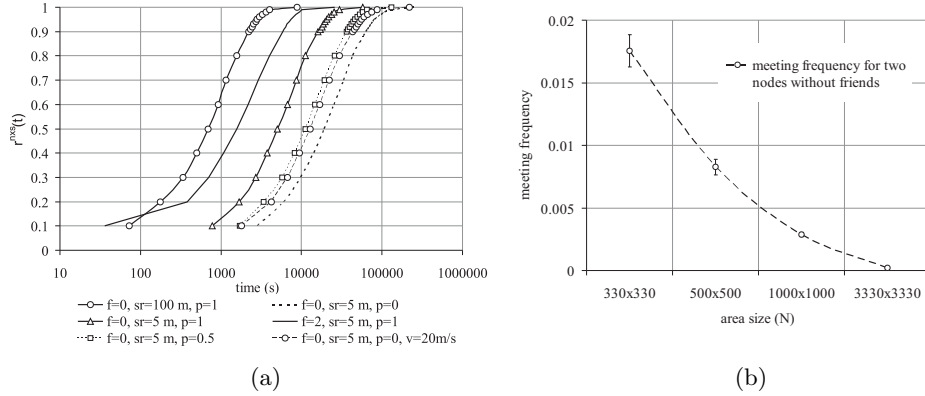 1
0.9
0.8
0.7
0.6
0.5
0.4
0.3
0.2
0.1
0
r^nxs(t)
10 100 1000 10000 100000 1000000
time (s)
f=0, sr=100 m, p=1
f=0, sr=5 m, p=0
f=0, sr=5 m, p=1
f=2, sr=5 m, p=1
f=0, sr=5 m, p=0.5
f=0, sr=5 m, p=0, v=20m/s
(a)
0.02
0.015
0.01
0.005
0
meeting frequency
meeting frequency for two
nodes without friends
330x330 500x500 1000x1000 3330x3330
area size (N)
(b)